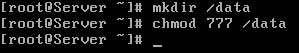 [root@Server ~]# mkdir /data
[root@Server ~]# chmod 777 /data
[root@Server ~]# _